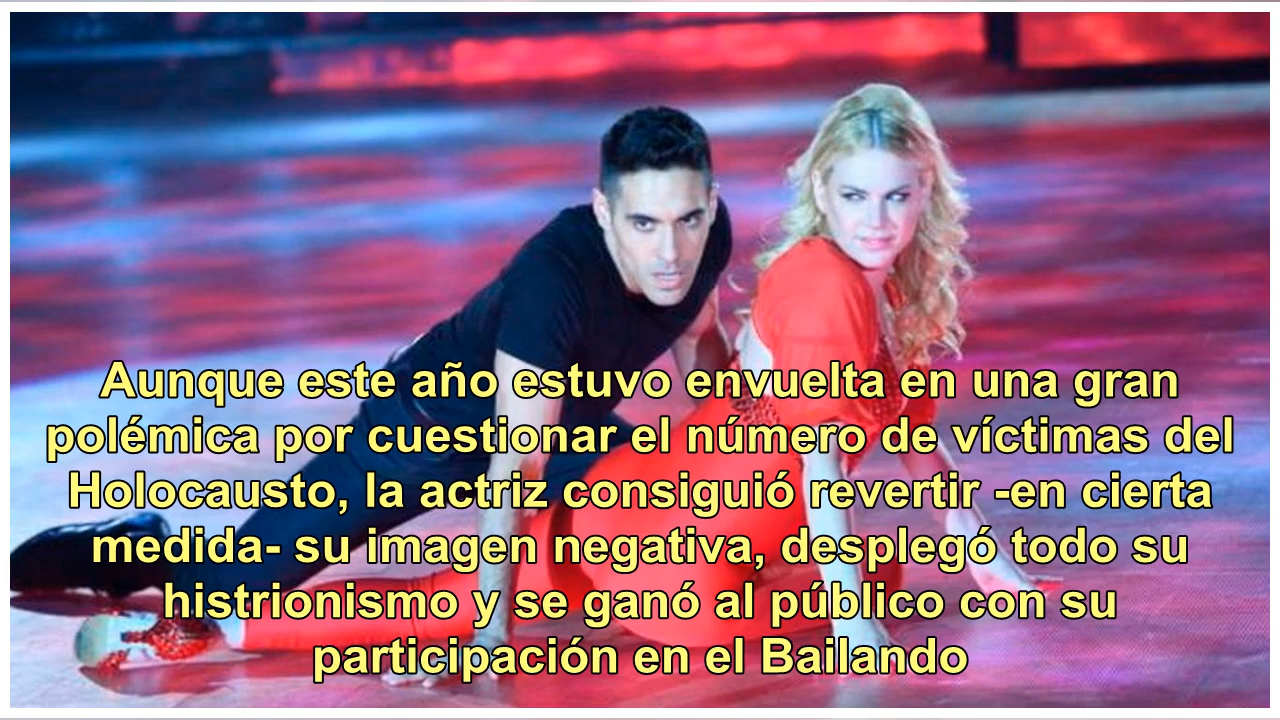 Aunque este año estuvo envuelta en una gran
polémica por cuestionar el número de víctimas del
Holocausto, la actriz consiguió revertir -en cierta
medida- su imagen negativa, desplegó todo su
histrionismo y se ganó al público con su
participación en el Bailando